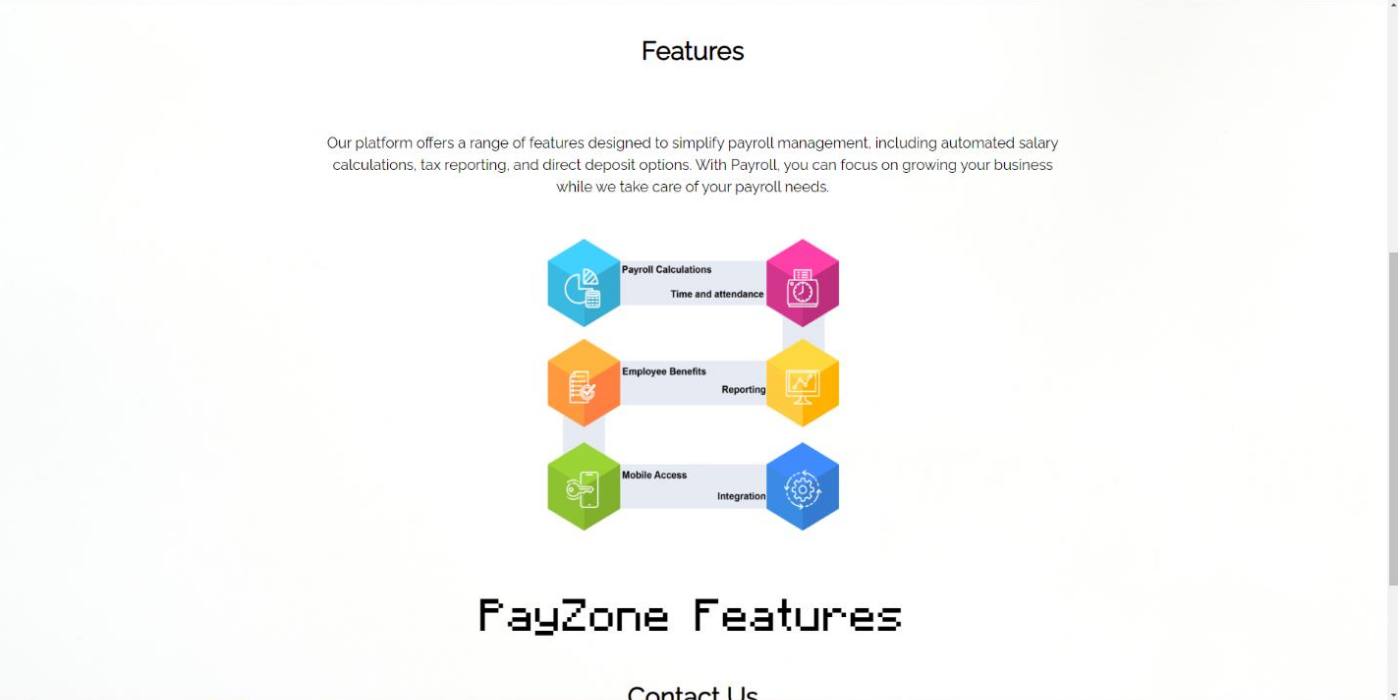 Features
Our platform offers a range of features designed to simplify payroll management, including automated salary
calculations, tax reporting, and direct deposit options. With Payroll, you can focus on growing your business
while we take care of your payroll needs.
Payroll Calculations
Time and attendance
Employee Benefits
Reporting
Mobile Access
Integration
PayZone Features
Contact Us